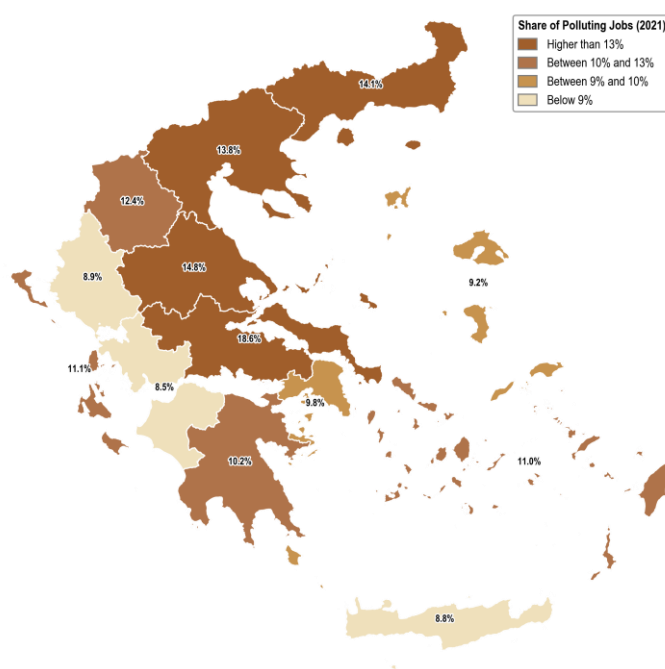 Share of Polluting Jobs (2021)
Higher than 13%
Between 10% and 13%
Between 9% and 10%
Below 9%
14.1%
13.8%
12.4%
14.8%
8.9%
9.2%
18.6%
11.1%
8.5%
9.8%
10.2%
11.0%
8.8%